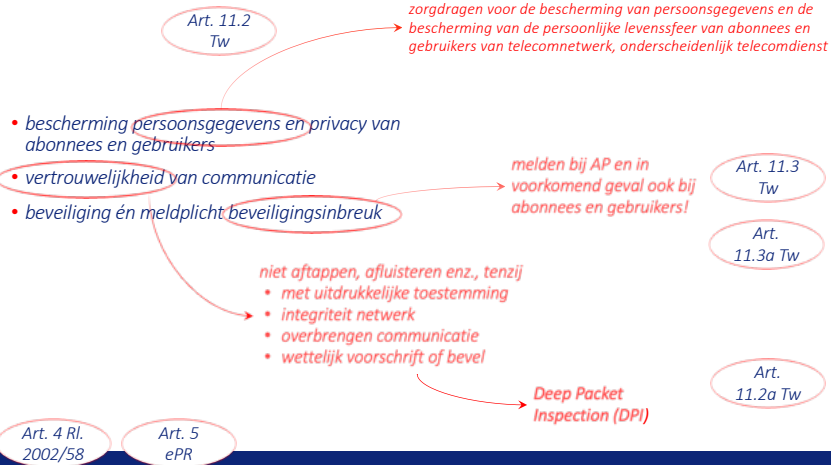 Art. 11.2
Tw
zorgdragen voor de bescherming van persoonsgegevens en de
bescherming van de persoonlijke levenssfeer van abonnees en
gebruikers van telecomnetwerk, onderscheidenlijk telecomdienst
• bescherming persoonsgegevens en privacy van
abonnees en gebruikers
• vertrouwelijkheid van communicatie
• beveiliging én meldplicht beveiligingsinbreuk
melden bij AP en in
voorkomend geval ook bij
abonnees en gebruikers!
Art. 11.3
Tw
Art.
11.3a Tw
niet aftappen, afluisteren enz., tenzij
• met uitdrukkelijke toestemming
• integriteit netwerk
• overbrengen communicatie
• wettelijk voorschrift of bevel
Art.
11.2a Tw
Deep Packet
Inspection (DPI)
Art. 4 Rl.
2002/58
Art. 5
ePR